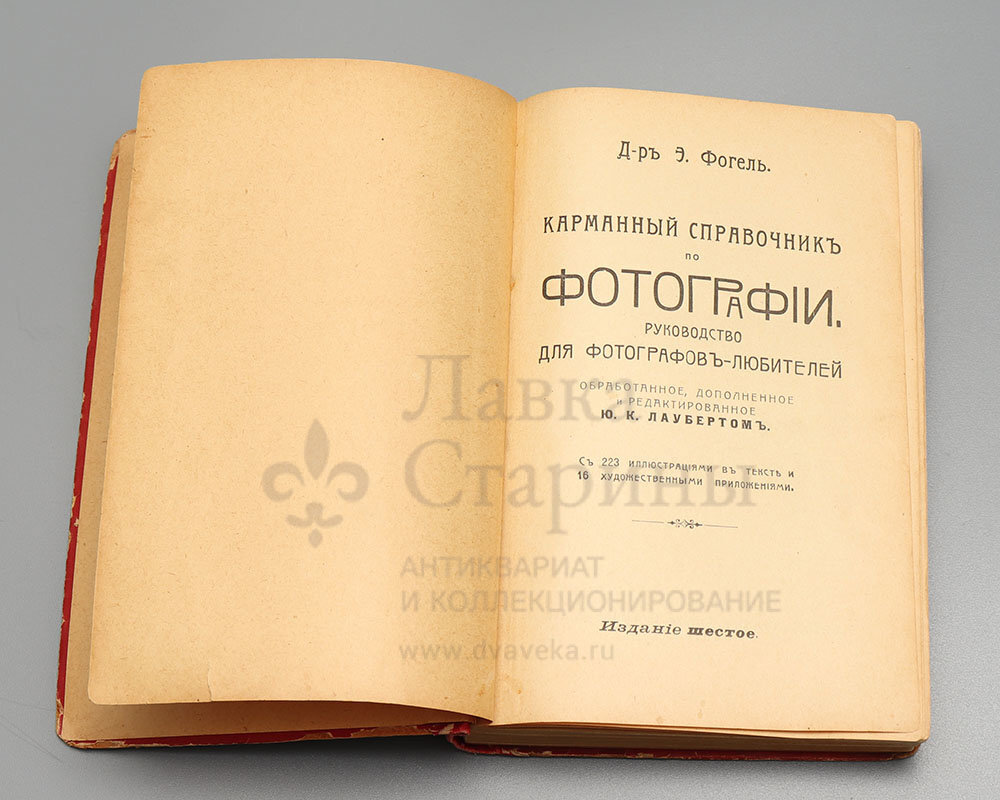 Д-ръ Э. Фогель.
КАРМАННЫЙ СПРАВОЧНИКЪ
ПО
ФОТОГРАФІИ.
РУКОВОДСТВО
ДЛЯ ФОТОГРАФОВЪ-ЛЮБИТЕЛЕЙ
ОБРАБОТАННОЕ, ДОПОЛНЕННОЕ
И РЕДАКТИРОВАННОЕ
Ю. К. ЛАУБЕРТОМЪ.
Съ 223 ИЛЛЮСТРАЦІЯМИ ВЪ ТЕКСТѢ И
16 ХУДОЖЕСТВЕННЫМИ ПРИЛОЖЕНІЯМИ.
Изданіе шестое.
Лавка
Старины
АНТИКВАРИАТ
И КОЛЛЕКЦИОНИРОВАНИЕ
www.dvaveka.ru